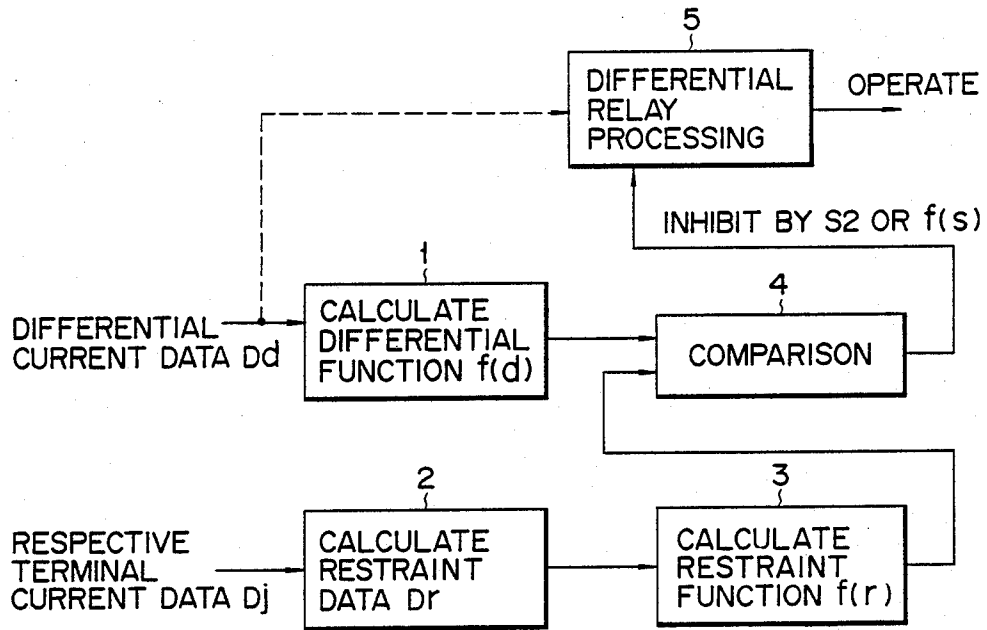 5
DIFFERENTIAL
RELAY
PROCESSING
OPERATE
INHIBIT BY S2 OR f(s)
1
DIFFERENTIAL
CURRENT DATA Dd
CALCULATE
DIFFERENTIAL
FUNCTION f(d)
4
COMPARISON
2
RESPECTIVE
TERMINAL
CURRENT DATA Dj
CALCULATE
RESTRAINT
DATA Dr
3
CALCULATE
RESTRAINT
FUNCTION f(r)